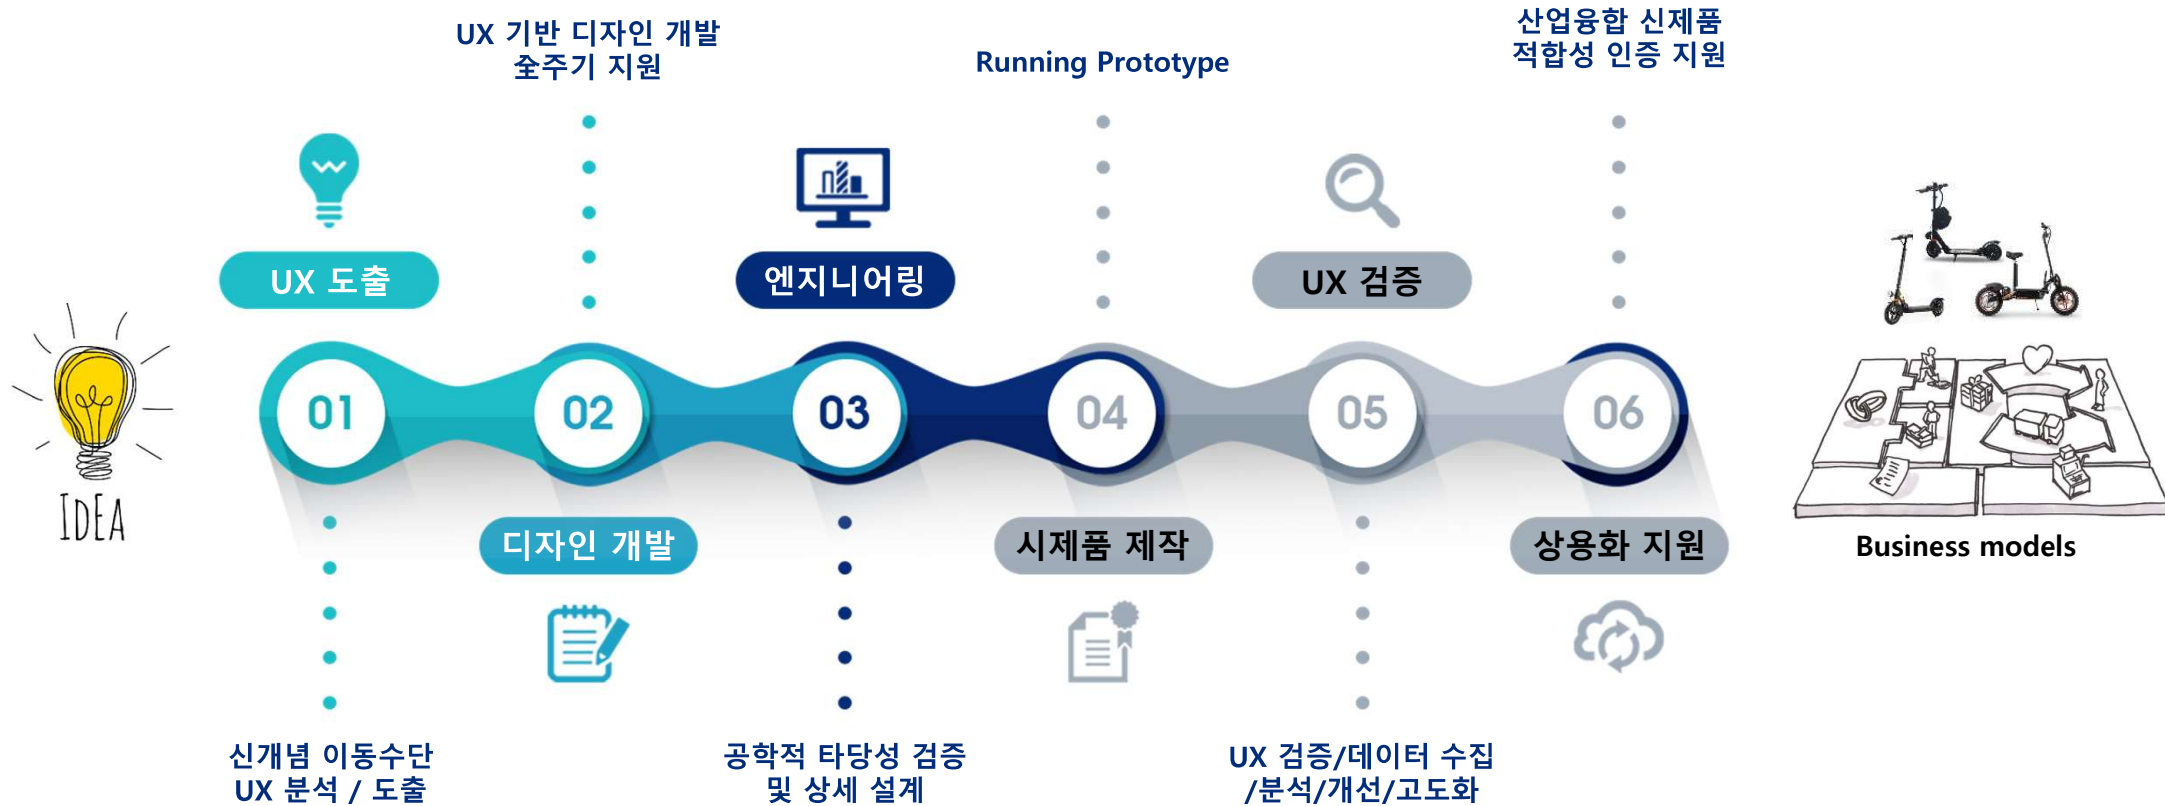 UX 기반 디자인 개발
全주기 지원
Running Prototype
산업융합 신제품
적합성 인증 지원
UX 도출
엔지니어링
UX 검증
IDEA
01
02
03
04
05
06
디자인 개발
시제품 제작
상용화 지원
Business models
신개념 이동수단
UX 분석 / 도출
공학적 타당성 검증
및 상세 설계
UX 검증/데이터 수집
/분석/개선/고도화